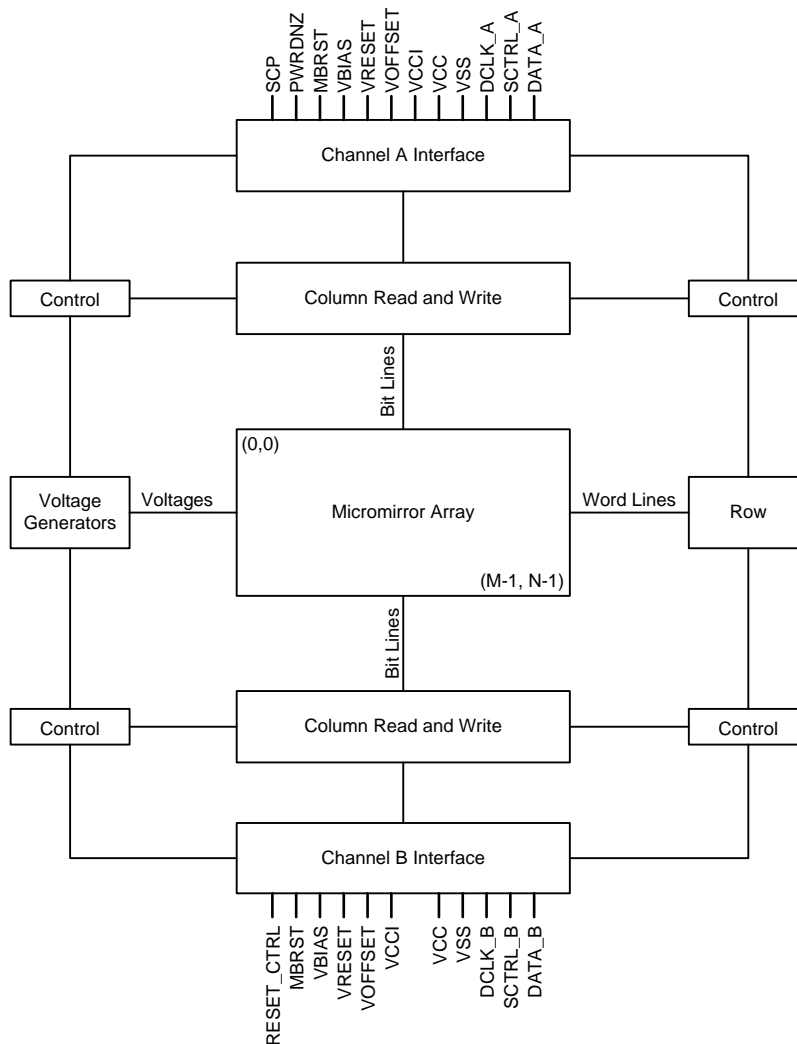 SCP
PWRDNZ
MBRST
VBIAS
VRESET
VOFFSET
VCCI
VCC
VSS
DCLK_A
SCTRL_A
DATA_A
Channel A Interface
Control
Column Read and Write
Control
Bit Lines
(0,0)
Voltage
Generators
Voltages
Micromirror Array
Word Lines
Row
(M-1, N-1)
Bit Lines
Control
Column Read and Write
Control
Channel B Interface
RESET_CTRL
MBRST
VBIAS
VRESET
VOFFSET
VCCI
VCC
VSS
DCLK_B
SCTRL_B
DATA_B